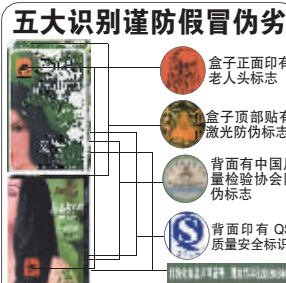 五大识别谨防假冒伪劣
盒子正面印有
老人头标志
盒子顶部贴有
激光防伪标志
背面有中国
量检验协会
伪标志
背面印有 QS
质量安全标识